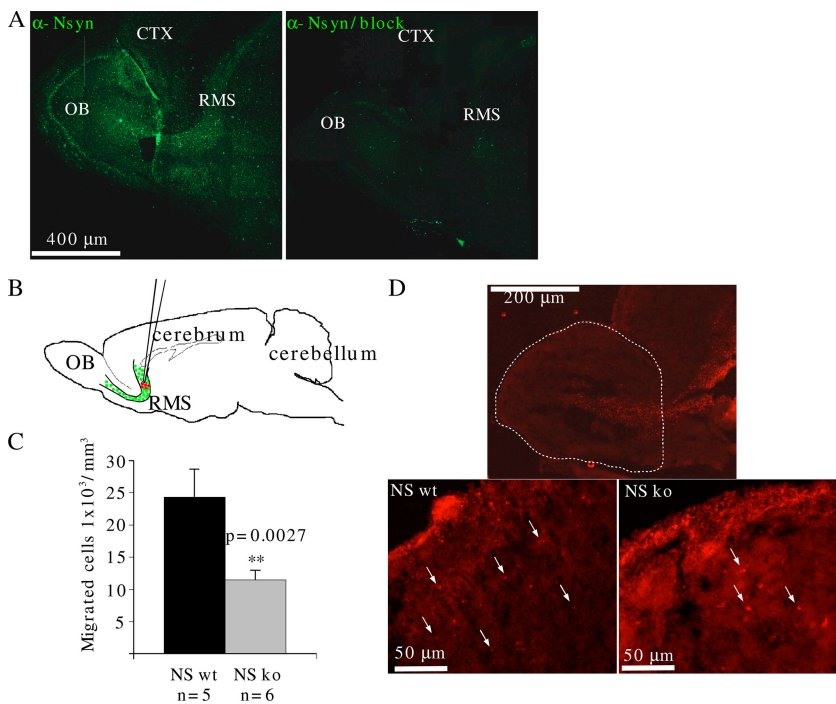 A
α- Nsyn
CTX
OB
RMS
400 μm
α- Nsyn/block
CTX
OB
RMS
B
OB
cerebrum
cerebellum
RMS
C
Migrated cells 1x10³/ mm³
30
25
20
15
10
5
p=0.0027
**
NS wt
n=5
NS ko
n=6
D
200 μm
NS wt
50 μm
NS ko
50 μm